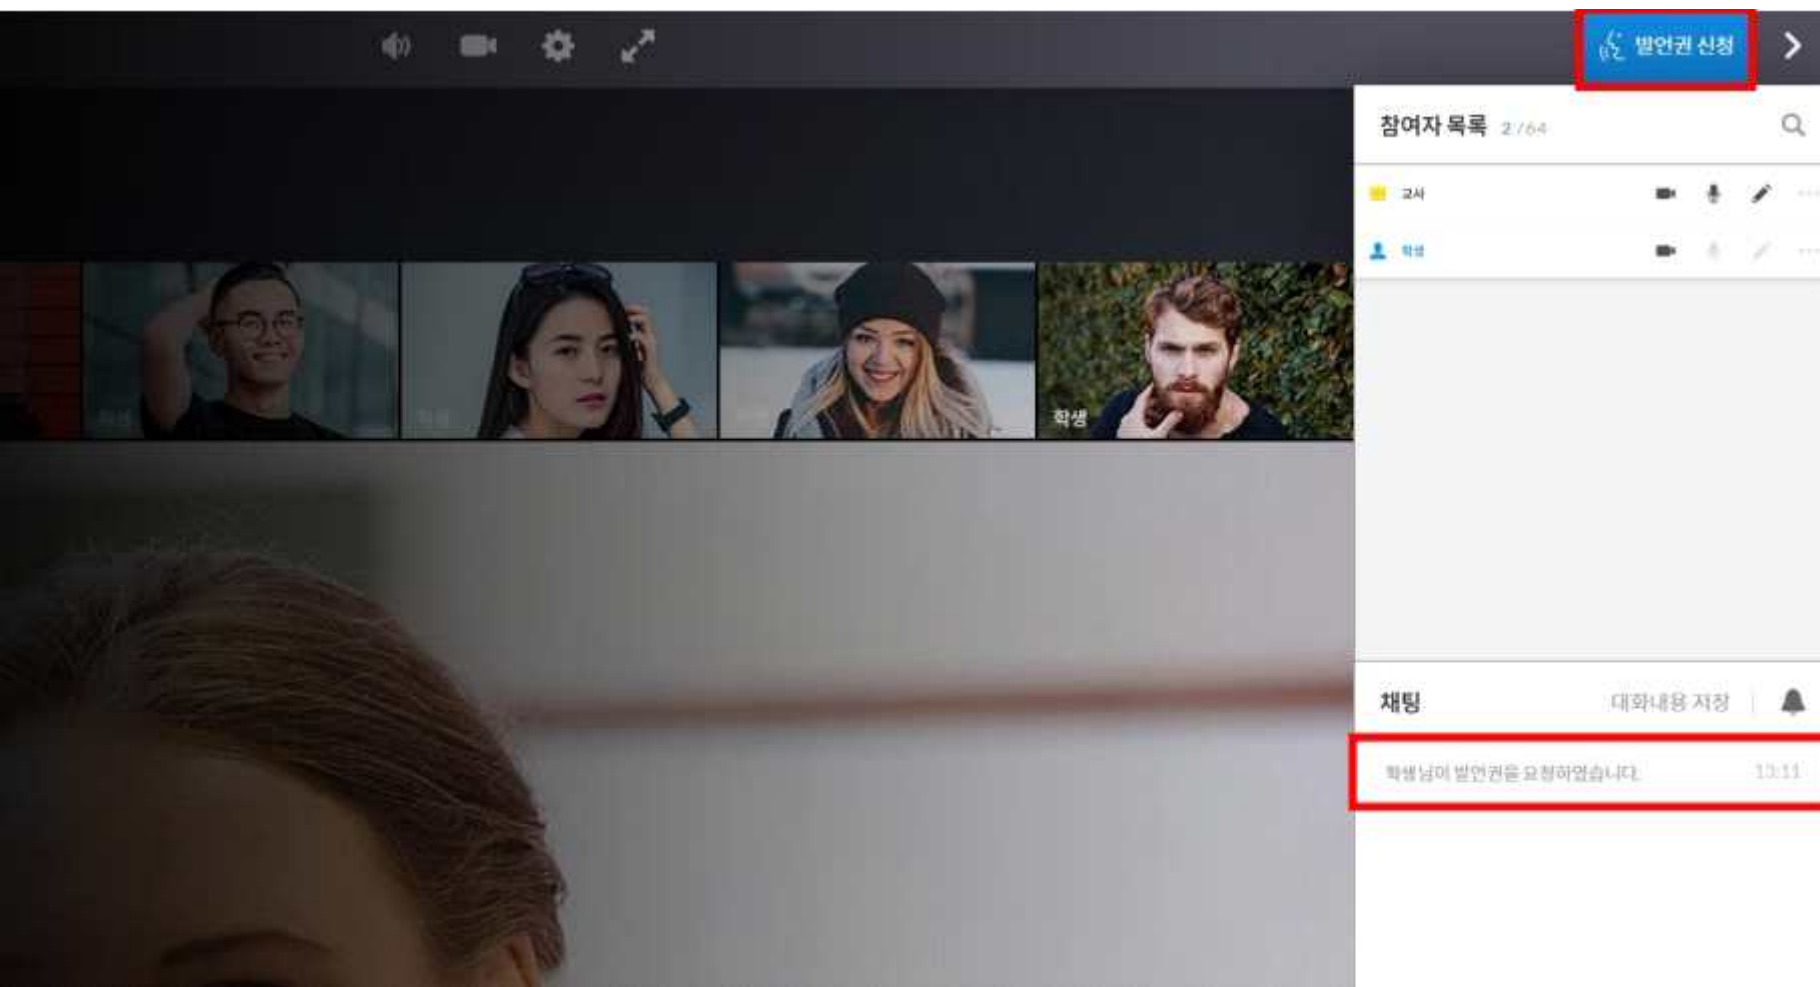 발언권 신청
참여자 목록 2 / 64
교사
학생
학생
채팅 대화내용 저장
학생님이 발언권을 요청하였습니다. 13:11